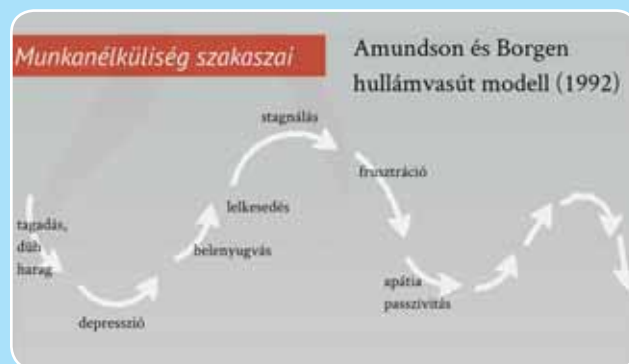 Munkanélküliség szakaszai
Amundson és Borgen
hullámvasút modell (1992)
stagnálás
frusztráció
lelkesedés
tagadás,
düh
harag
belenyugvás
apátia
passzivitás
depresszió